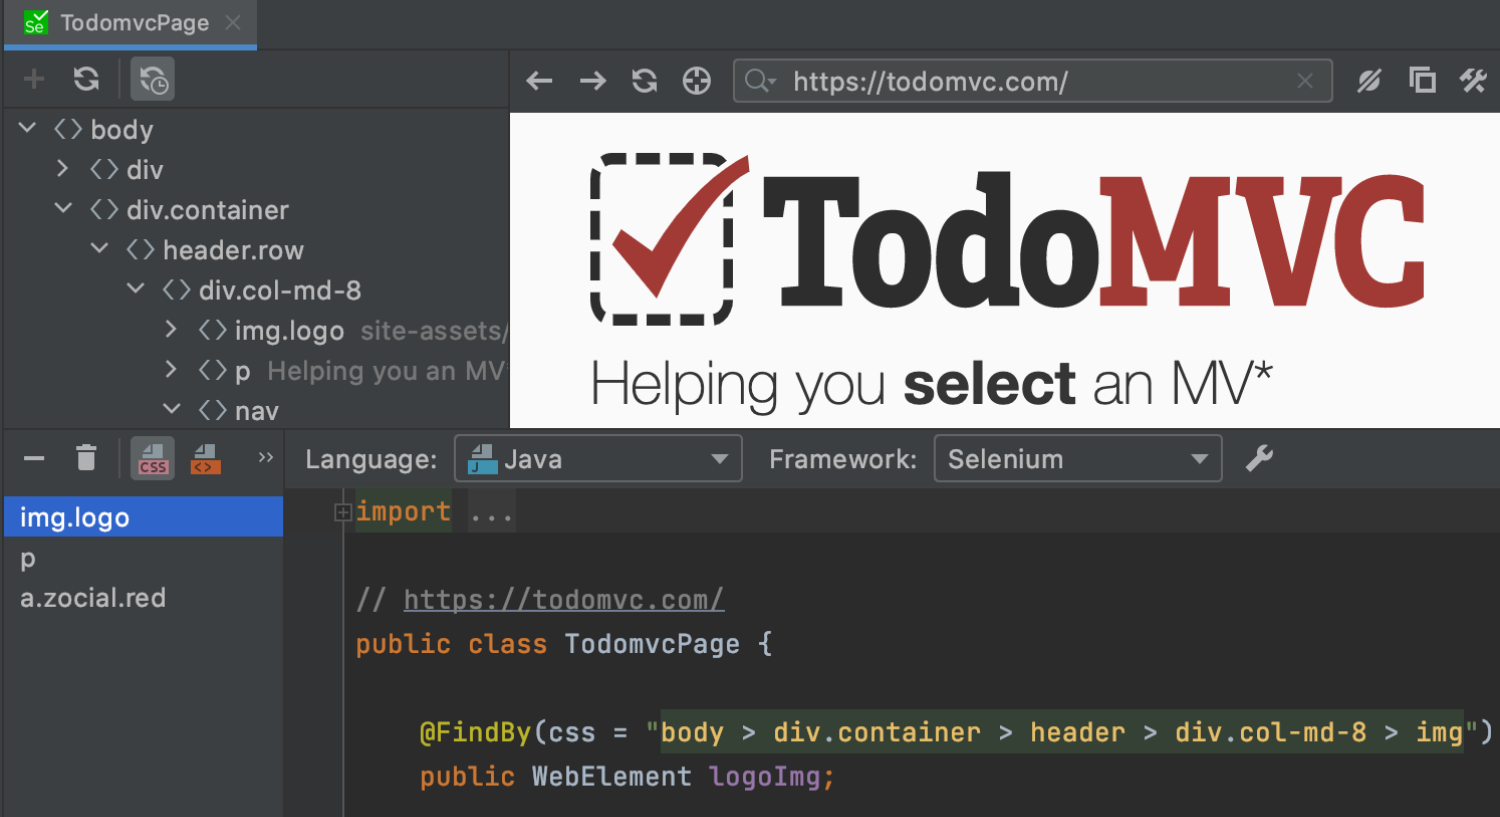 Se TodomvcPage
https://todomvc.com/
body
div
div.container
header.row
div.col-md-8
img.logo site-assets/
p Helping you an MV
nav
TodoMVC
Helping you select an MV*
CSS <> >> Language: J Java Framework: Selenium
img.logo
p
a.zocial.red
import ...
// https://todomvc.com/
public class TodomvcPage {
@FindBy(css = "body > div.container > header > div.col-md-8 > img")
public WebElement logoImg;